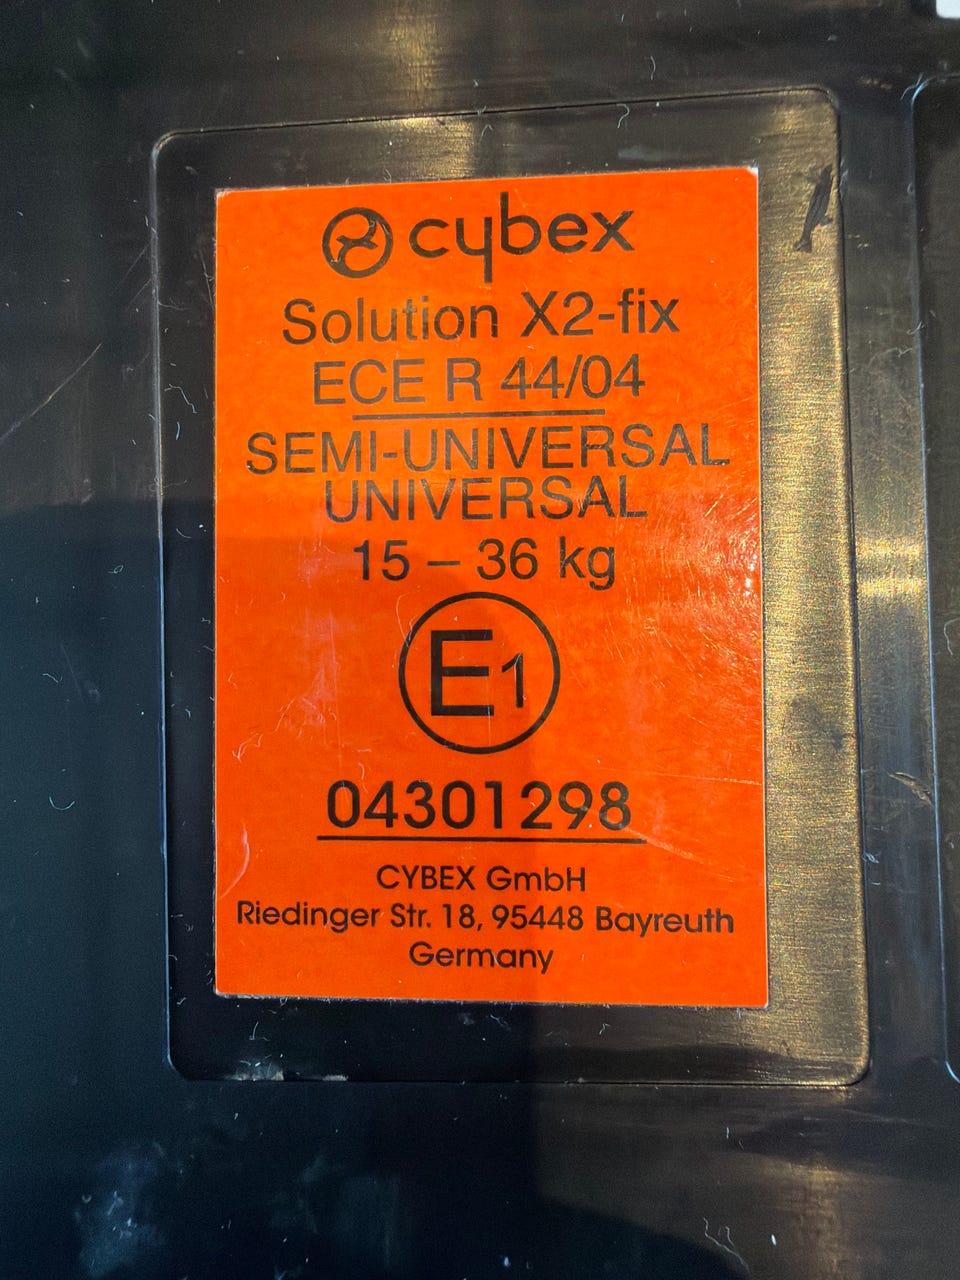 cybex
Solution X2-fix
ECE R 44/04
SEMI-UNIVERSAL
UNIVERSAL
15 – 36 kg
E1
04301298
CYBEX GmbH
Riedinger Str. 18, 95448 Bayreuth
Germany